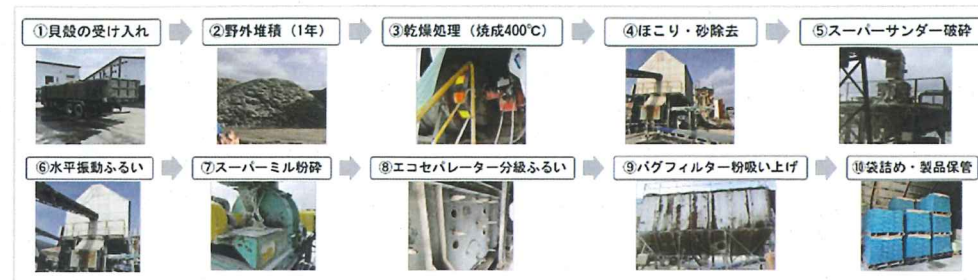 ①貝殻の受け入れ
②野外堆積（1年）
③乾燥処理（焼成400℃）
④ほこり・砂除去
⑤スーパーサンダー破砕
⑥水平振動ふるい
⑦スーパーミル粉砕
⑧エコセパレーター分級ふるい
⑨バグフィルター粉吸い上げ
⑩袋詰め・製品保管